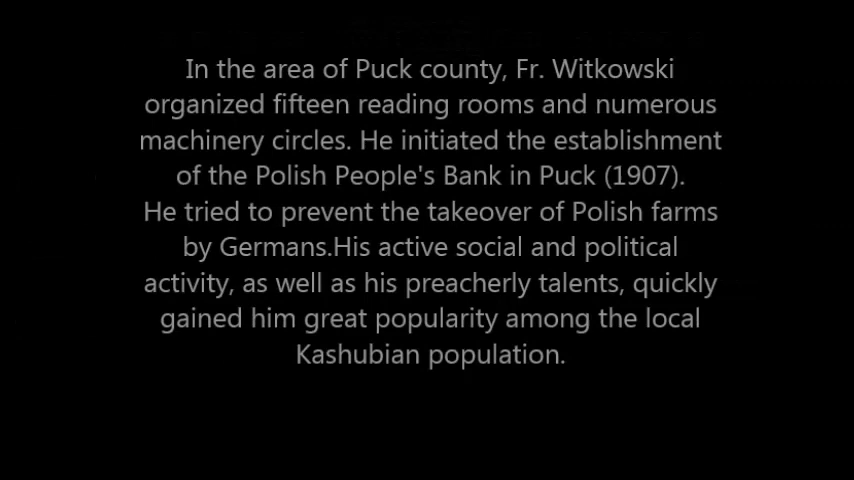 In the area of Puck county, Fr. Witkowski
organized fifteen reading rooms and numerous
machinery circles. He initiated the establishment
of the Polish People's Bank in Puck (1907).
He tried to prevent the takeover of Polish farms
by Germans.His active social and political
activity, as well as his preacherly talents, quickly
gained him great popularity among the local
Kashubian population.